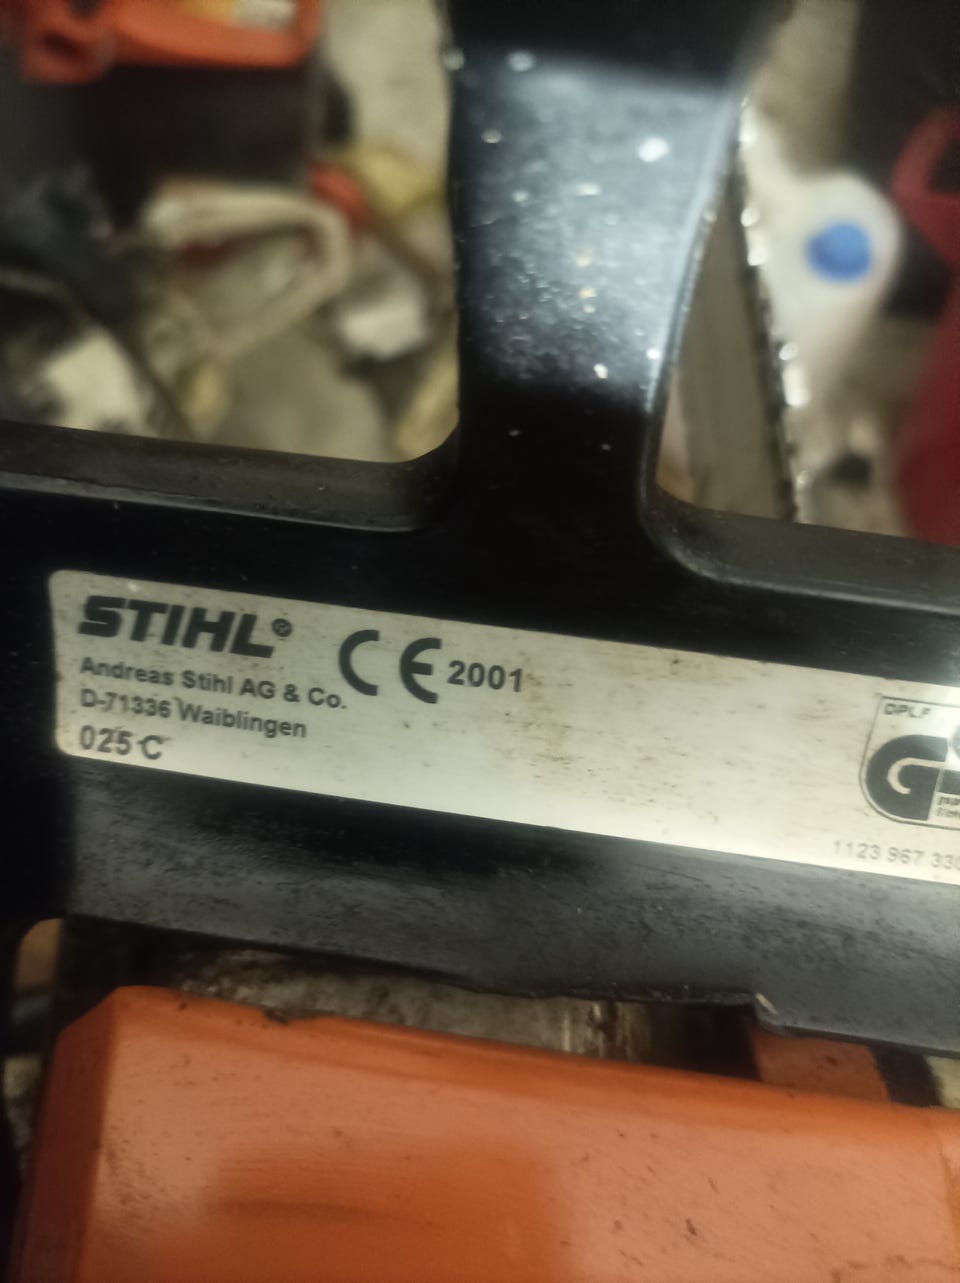 STIHL®
CE 2001
Andreas Stihl AG & Co.
D-71336 Waiblingen
025 C
DPLF
1123 967 330